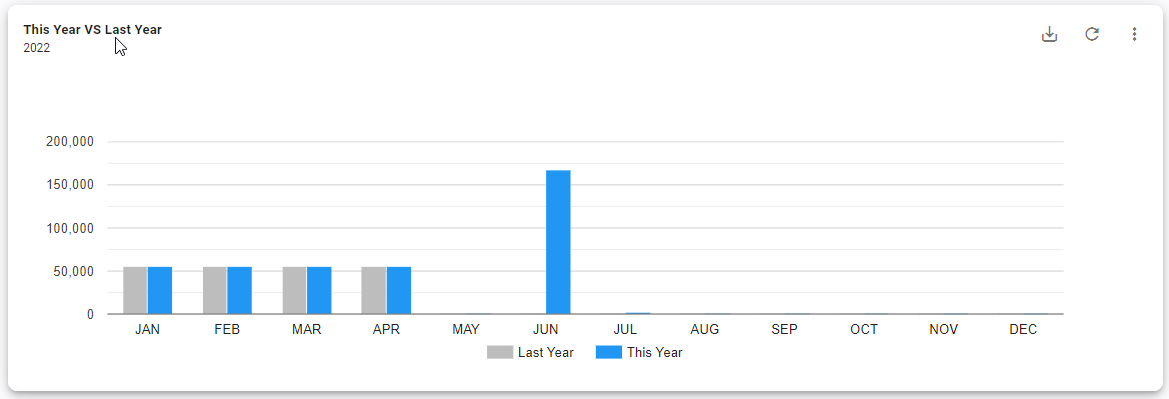 This Year VS Last Year
2022
200,000
150,000
100,000
50,000
0
JAN FEB MAR APR MAY JUN JUL AUG SEP OCT NOV DEC
Last Year This Year